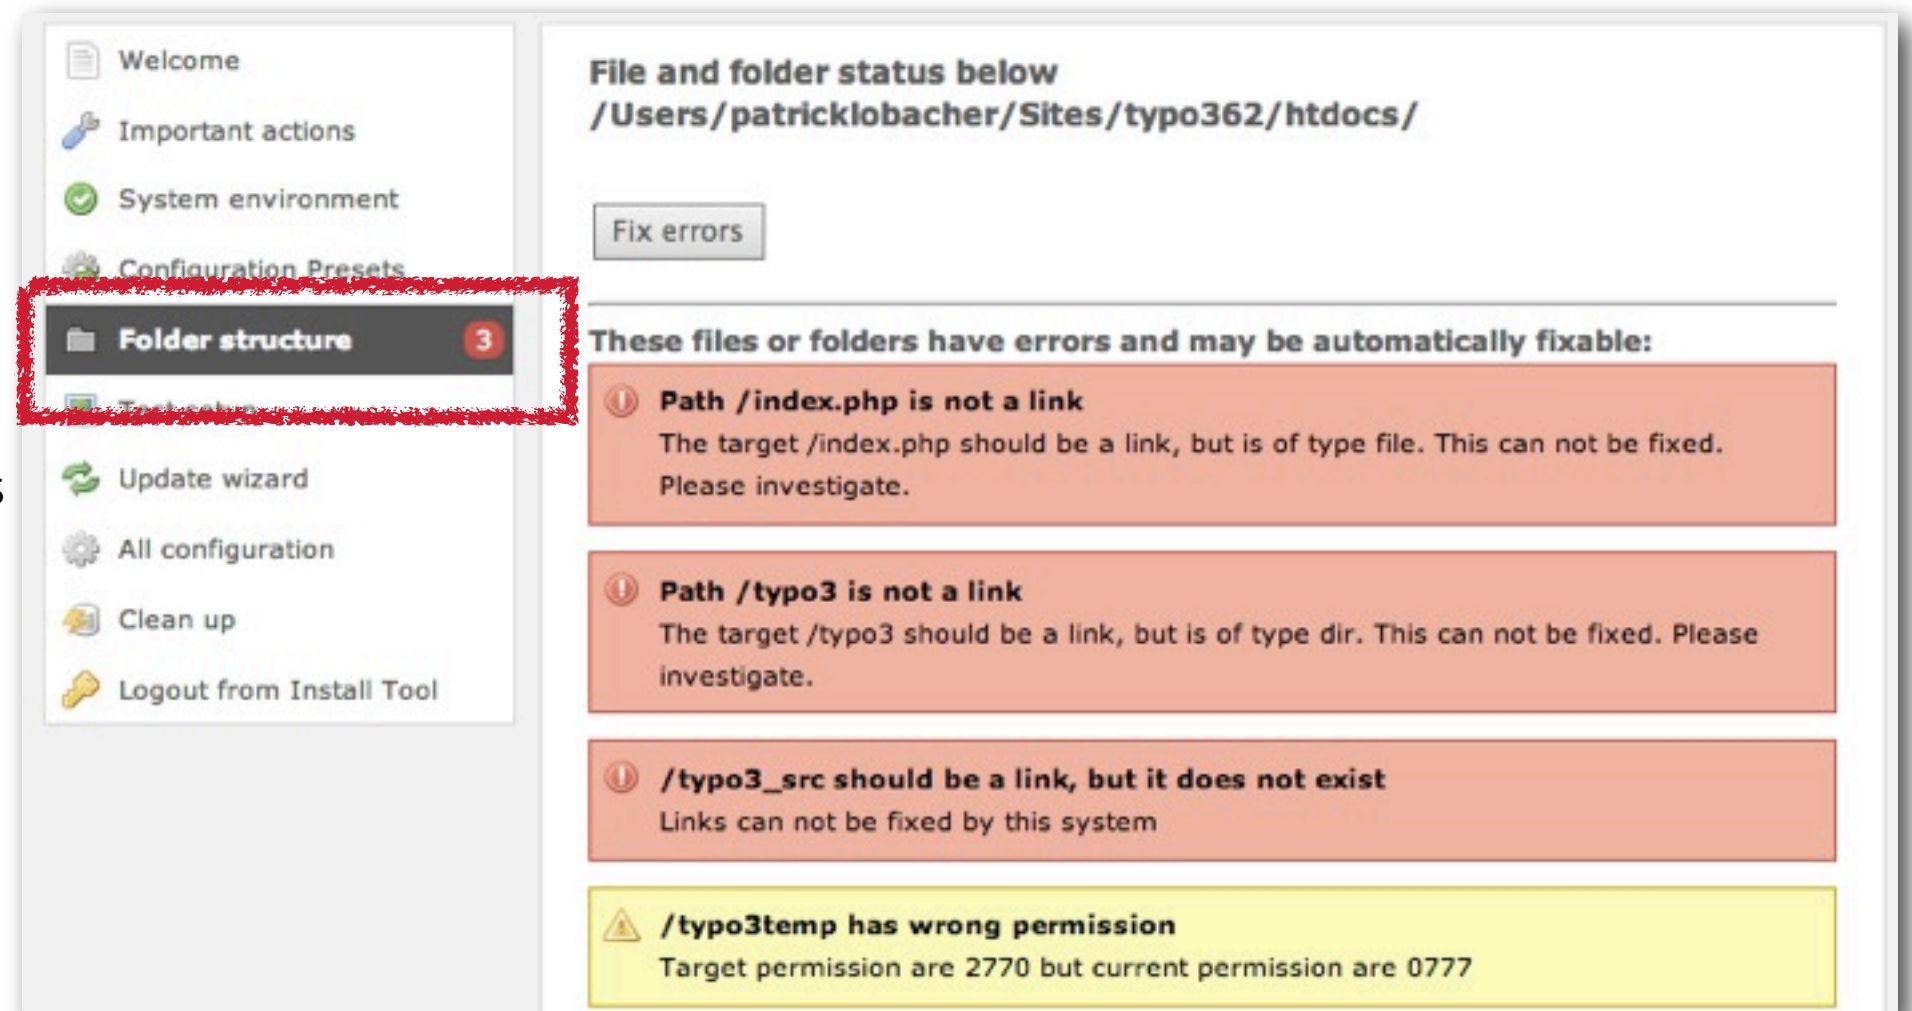 Welcome
Important actions
System environment
Configuration Presets
Folder structure 3
Test setup
Update wizard
All configuration
Clean up
Logout from Install Tool
File and folder status below
/Users/patricklobacher/Sites/typo362/htdocs/
Fix errors
These files or folders have errors and may be automatically fixable:
Path /index.php is not a link
The target /index.php should be a link, but is of type file. This can not be fixed.
Please investigate.
Path /typo3 is not a link
The target /typo3 should be a link, but is of type dir. This can not be fixed. Please
investigate.
/typo3_src should be a link, but it does not exist
Links can not be fixed by this system
/typo3temp has wrong permission
Target permission are 2770 but current permission are 0777